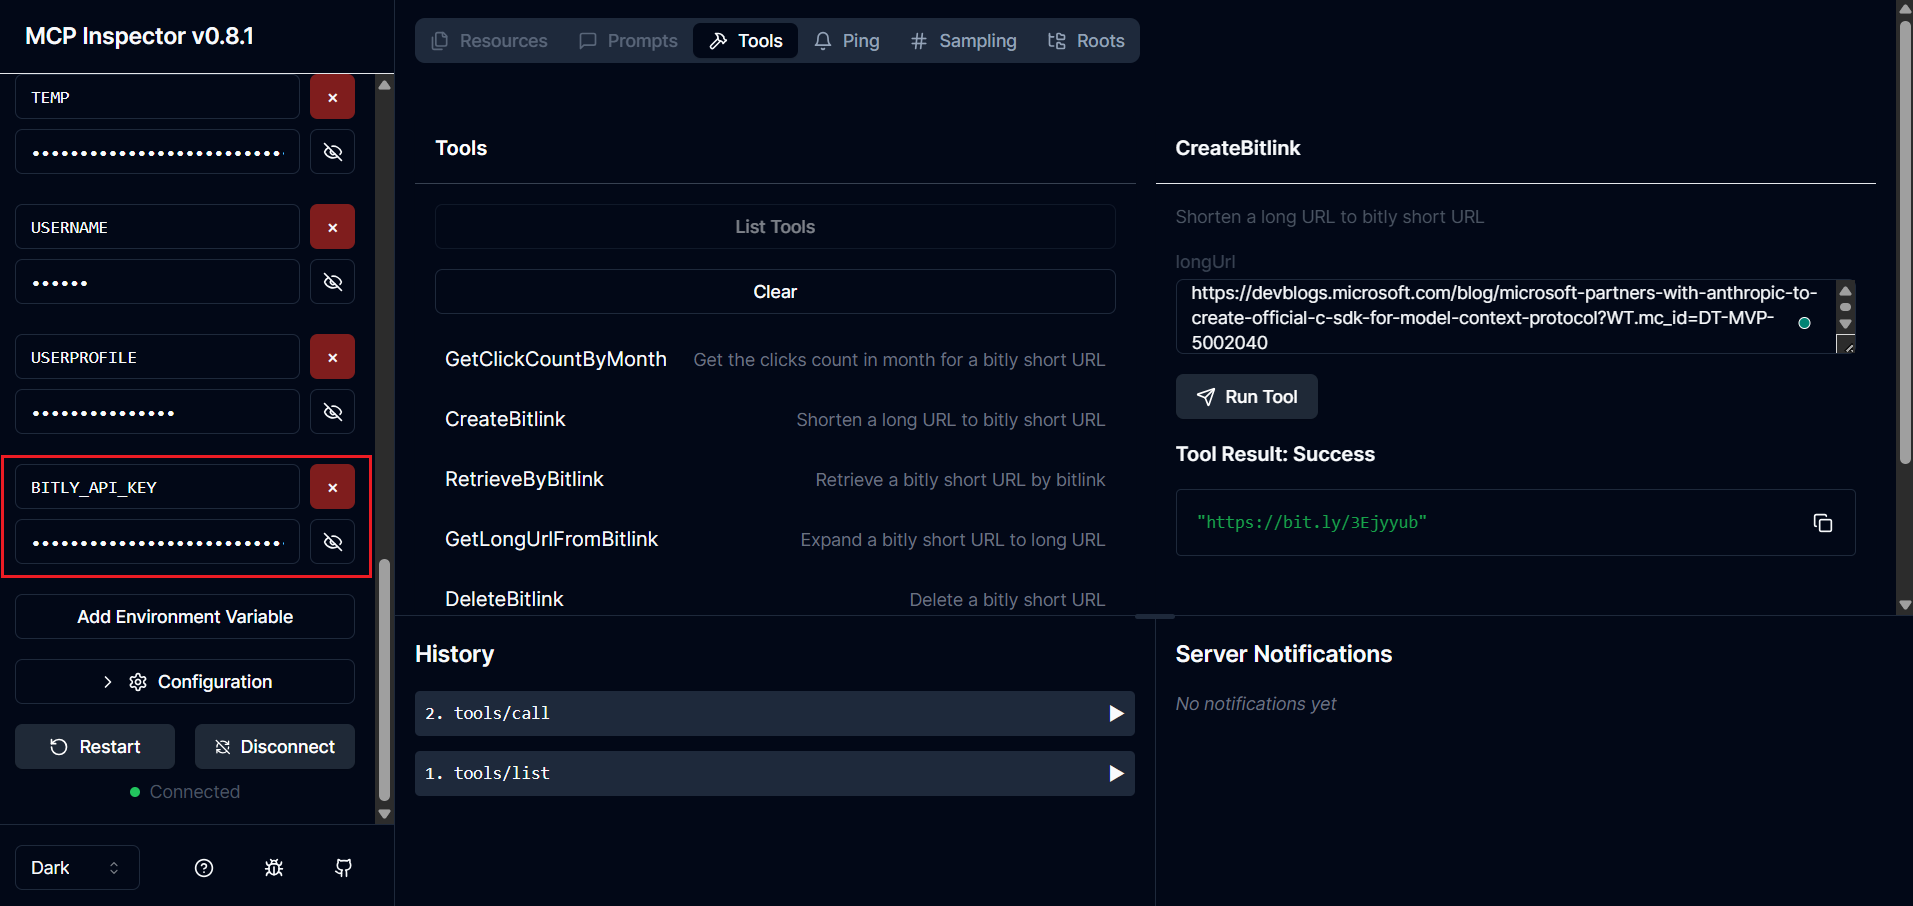 MCP Inspector v0.8.1
TEMP
USERNAME
USERPROFILE
BITLY_API_KEY
Add Environment Variable
Configuration
Restart
Disconnect
Connected
Dark
Resources
Prompts
Tools
Ping
Sampling
Roots
Tools
List Tools
Clear
GetClickCountByMonth Get the clicks count in month for a bitly short URL
CreateBitlink Shorten a long URL to bitly short URL
RetrieveByBitlink Retrieve a bitly short URL by bitlink
GetLongUrlFromBitlink Expand a bitly short URL to long URL
DeleteBitlink Delete a bitly short URL
CreateBitlink
Shorten a long URL to bitly short URL
longUrl
https://devblogs.microsoft.com/blog/microsoft-partners-with-anthropic-to-
create-official-c-sdk-for-model-context-protocol?WT.mc_id=DT-MVP-
5002040
Run Tool
Tool Result: Success
"https://bit.ly/3Ejyyub"
History
2. tools/call
1. tools/list
Server Notifications
No notifications yet